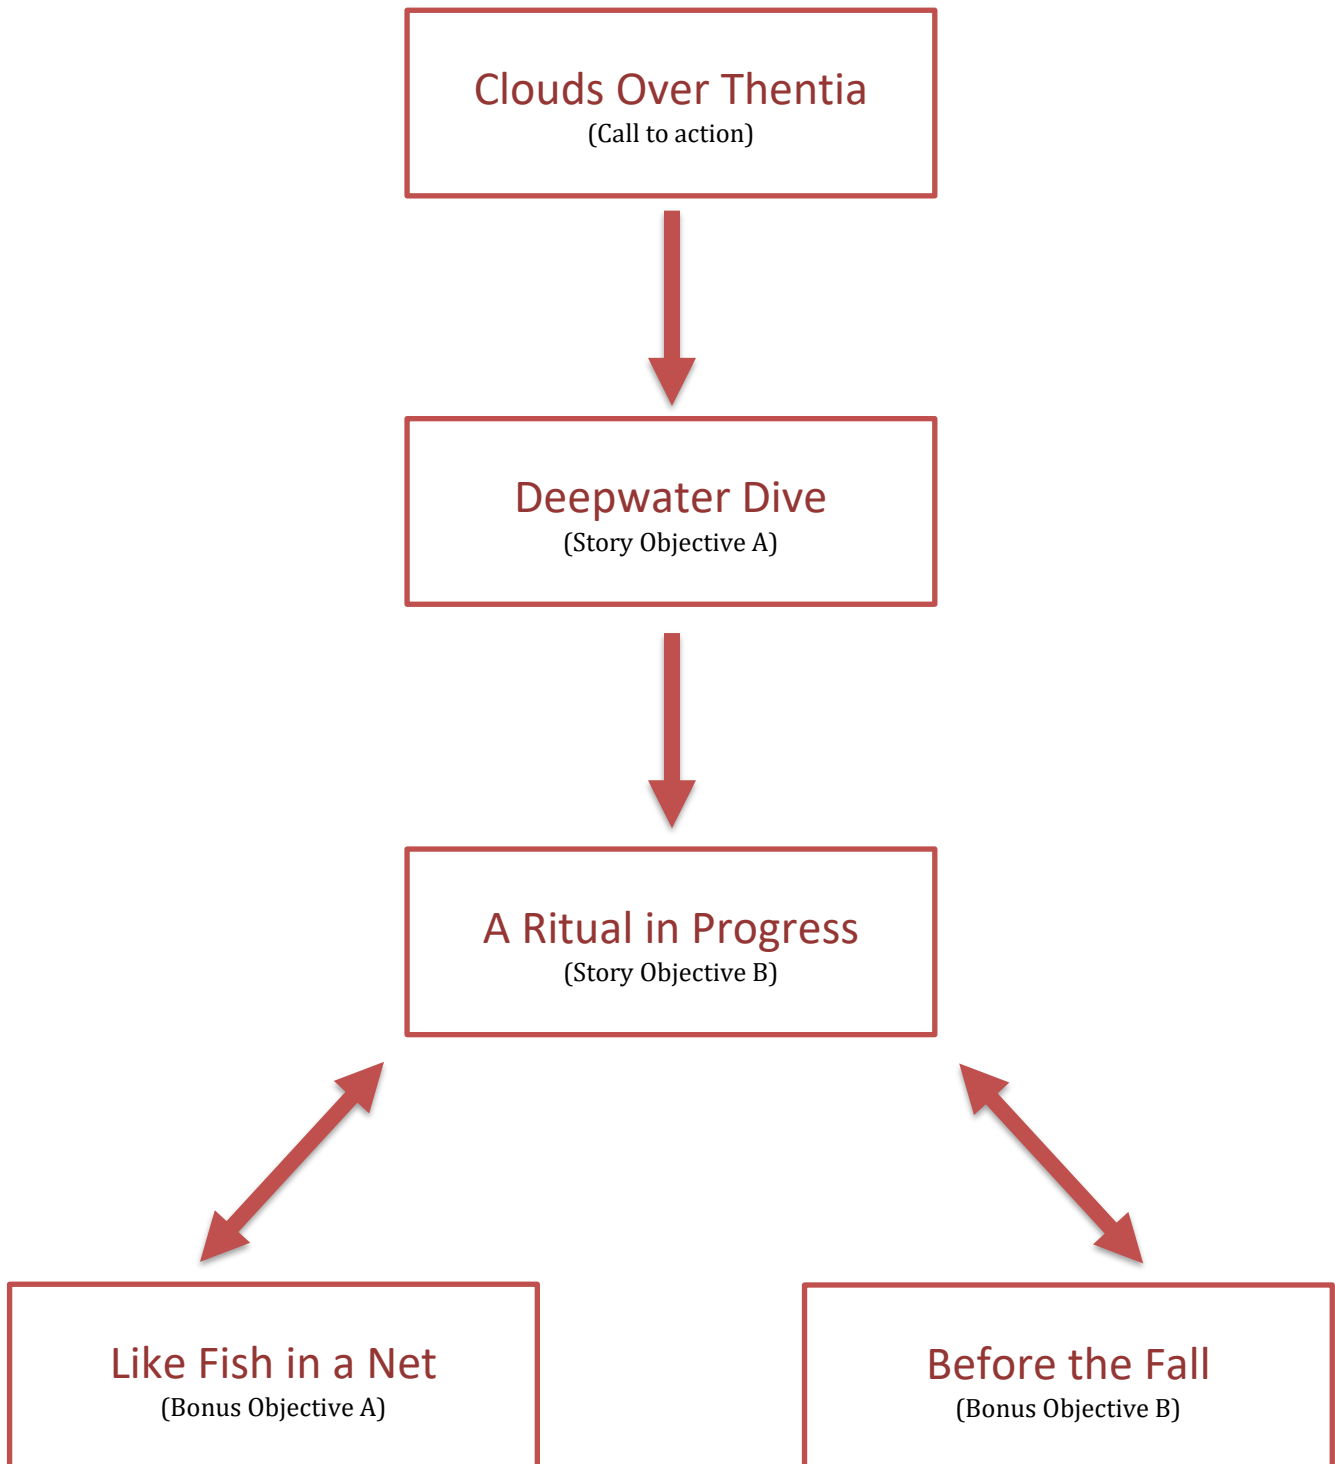 Clouds Over Thentia
(Call to action)
Deepwater Dive
(Story Objective A)
A Ritual in Progress
(Story Objective B)
Like Fish in a Net
(Bonus Objective A)
Before the Fall
(Bonus Objective B)